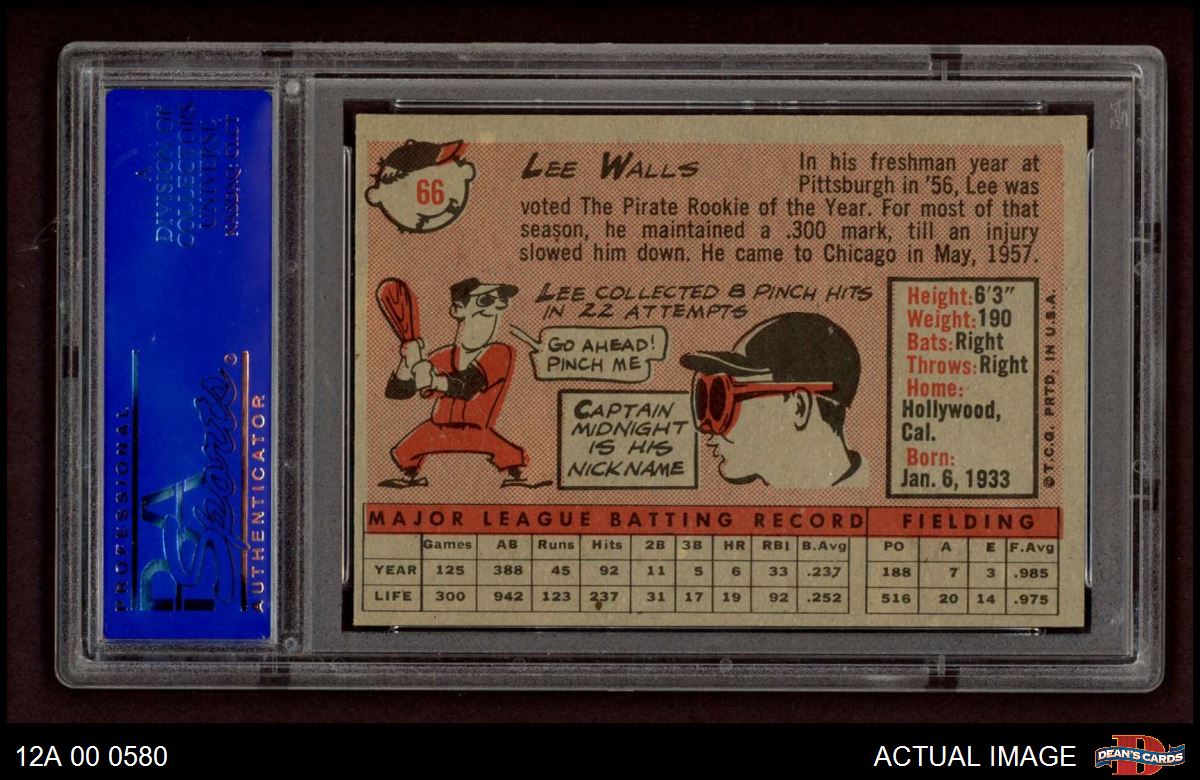 A
DIVISION OF
COLLECTORS
UNIVERSE
NASDAQ: CLCT
PROFESSIONAL
PSA
Sports
AUTHENTICATOR
66
LEE WALLS
In his freshman year at
Pittsburgh in '56, Lee was
voted The Pirate Rookie of the Year. For most of that
season, he maintained a .300 mark, till an injury
slowed him down. He came to Chicago in May, 1957.
LEE COLLECTED 8 PINCH HITS
IN 22 ATTEMPTS
GO AHEAD!
PINCH ME
CAPTAIN
MIDNIGHT
IS HIS
NICKNAME
Height: 6'3"
Weight: 190
Bats: Right
Throws: Right
Home:
Hollywood,
Cal.
Born:
Jan. 6, 1933
© T.C.G. PRTD. IN U.S.A.
MAJOR LEAGUE BATTING RECORD FIELDING
Games AB Runs Hits 2B 3B HR RBI B.Avg PO A E F.Avg
YEAR 125 388 45 92 11 5 6 33 .237 188 7 3 .985
LIFE 300 942 123 237 31 17 19 92 .252 516 20 14 .975
12A 00 0580
ACTUAL IMAGE
D
DEAN'S CARDS